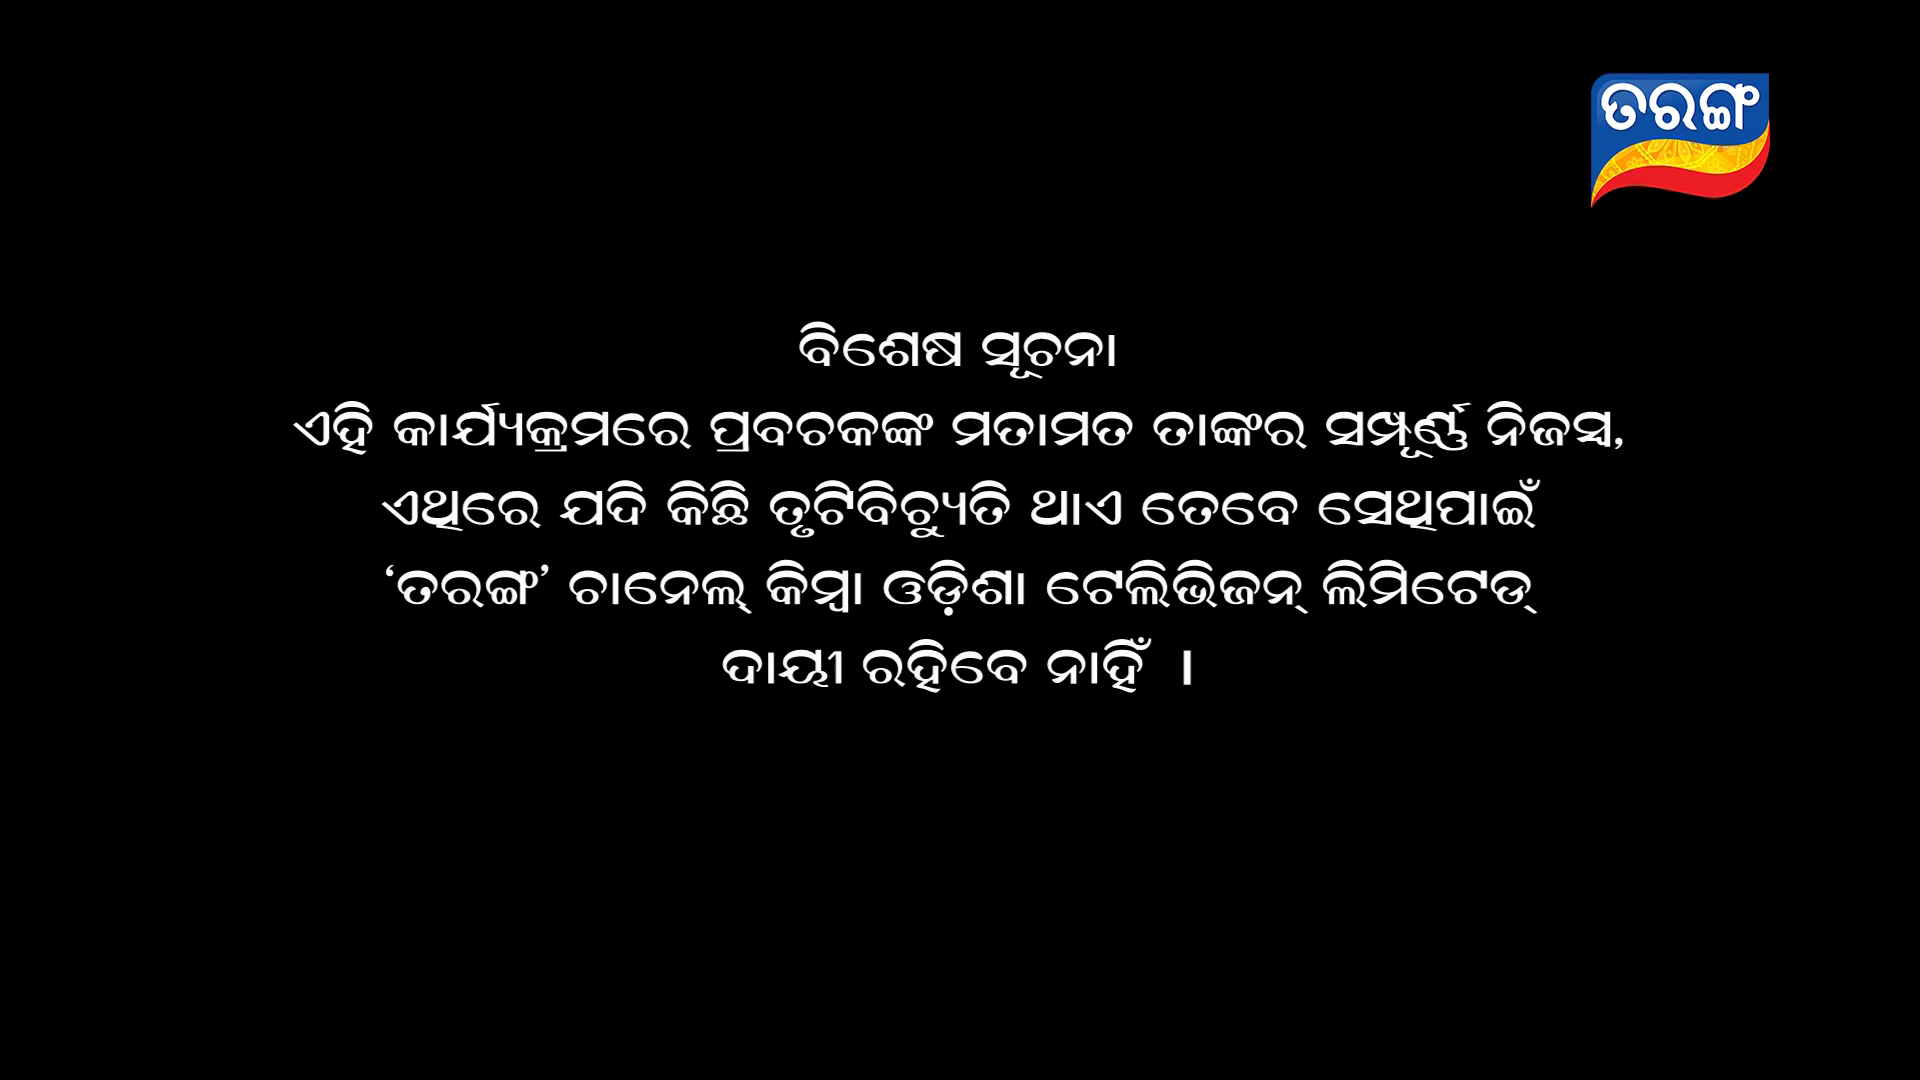 ତରଙ୍ଗ
ବିଶେଷ ସୂଚନା
ଏହି କାର୍ଯ୍ୟକ୍ରମରେ ପ୍ରବଚକଙ୍କ ମତାମତ ତାଙ୍କର ସମ୍ପୂର୍ଣ୍ଣ ନିଜସ୍ୱ,
ଏଥିରେ ଯଦି କିଛି ତୃଟିବିଚ୍ୟୁତି ଥାଏ ତେବେ ସେଥିପାଇଁ
‘ତରଙ୍ଗ’ ଚାନେଲ୍ କିମ୍ବା ଓଡ଼ିଶା ଟେଲିଭିଜନ୍ ଲିମିଟେଡ୍
ଦାୟୀ ରହିବେ ନାହିଁ ।